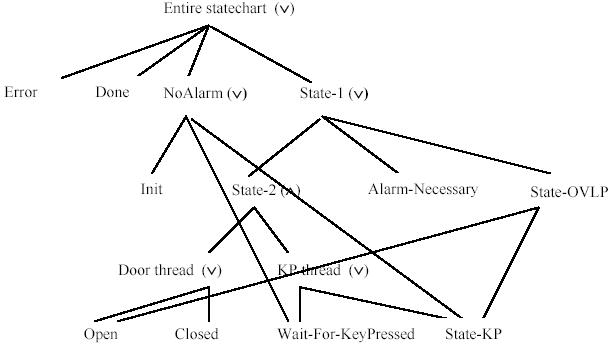 Entire statechart (∨)
Error Done NoAlarm (∨) State-1 (∨)
Init State-2 (∧) Alarm-Necessary State-OVLP
Door thread (∨) KP thread (∨)
Open Closed Wait-For-KeyPressed State-KP